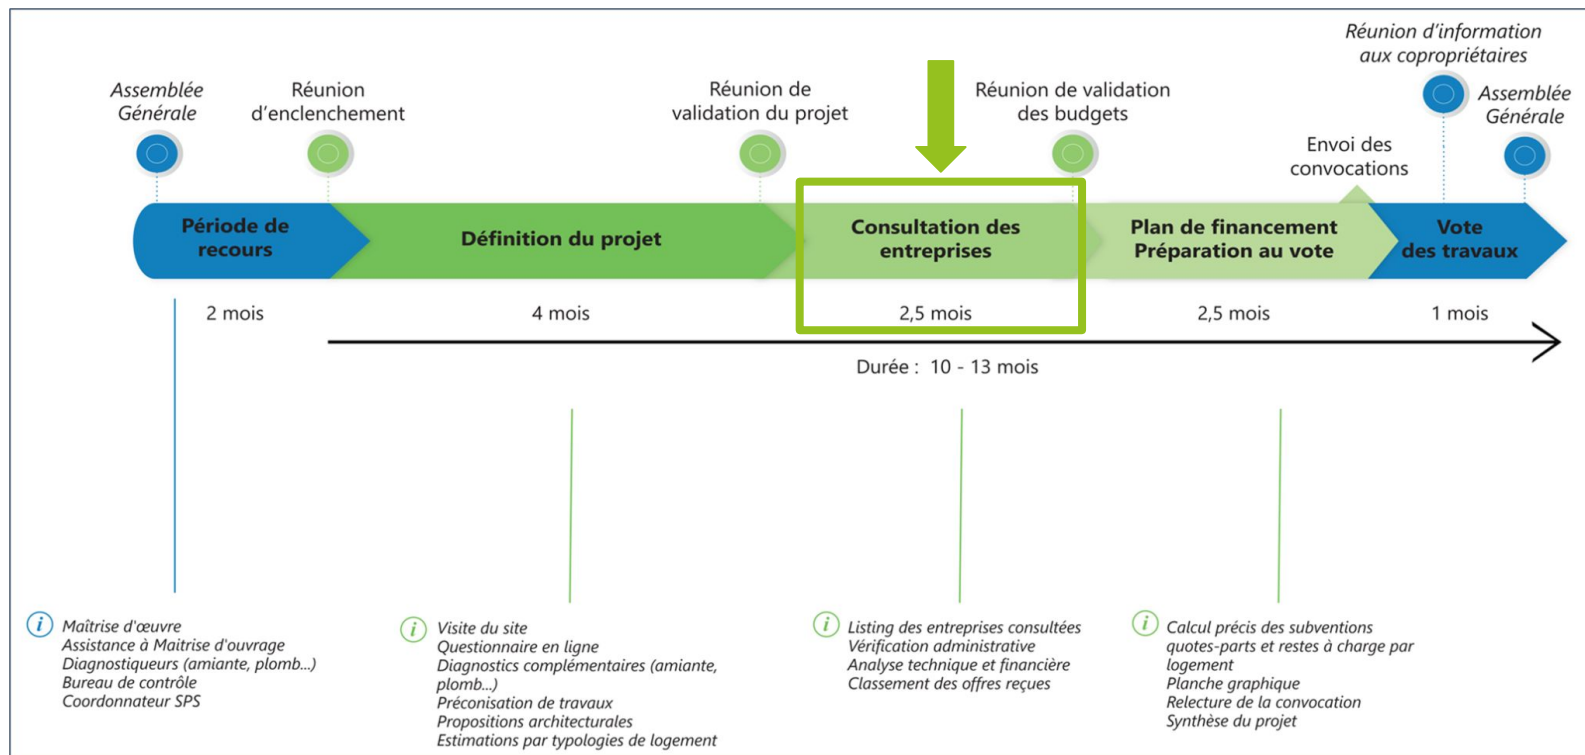 Assemblée
Générale
Réunion
d'enclenchement
Réunion de
validation du projet
Réunion de validation
des budgets
Envoi des
convocations
Réunion d'information
aux copropriétaires
Assemblée
Générale
Période de
recours
Définition du projet
Consultation des
entreprises
Plan de financement
Préparation au vote
Vote
des travaux
2 mois
4 mois
2,5 mois
2,5 mois
1 mois
Durée : 10 - 13 mois
i
Maîtrise d'œuvre
Assistance à Maitrise d'ouvrage
Diagnostiqueurs (amiante, plomb...)
Bureau de contrôle
Coordonnateur SPS
i
Visite du site
Questionnaire en ligne
Diagnostics complémentaires (amiante,
plomb...)
Préconisation de travaux
Propositions architecturales
Estimations par typologies de logement
i
Listing des entreprises consultées
Vérification administrative
Analyse technique et financière
Classement des offres reçues
i
Calcul précis des subventions
quotes-parts et restes à charge par
logement
Planche graphique
Relecture de la convocation
Synthèse du projet